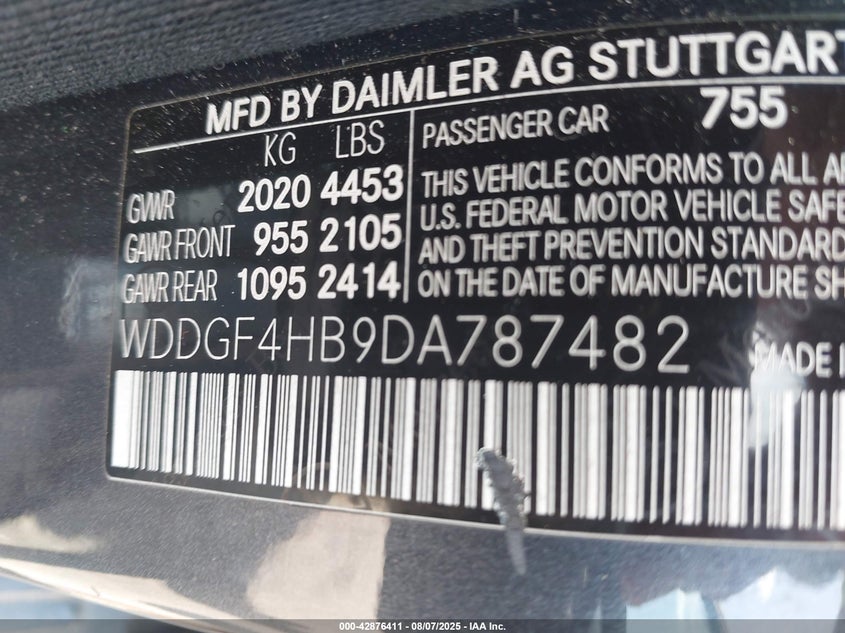 MFD BY DAIMLER AG STUTTGART
KG LBS
PASSENGER CAR 755
GVWR 2020 4453
GAWR FRONT 955 2105
GAWR REAR 1095 2414
THIS VEHICLE CONFORMS TO ALL
U.S. FEDERAL MOTOR VEHICLE SAFE
AND THEFT PREVENTION STANDARD
ON THE DATE OF MANUFACTURE SH
WDDGF4HB9DA787482
MADE I
000-42876411 - 08/07/2025 - IAA Inc.